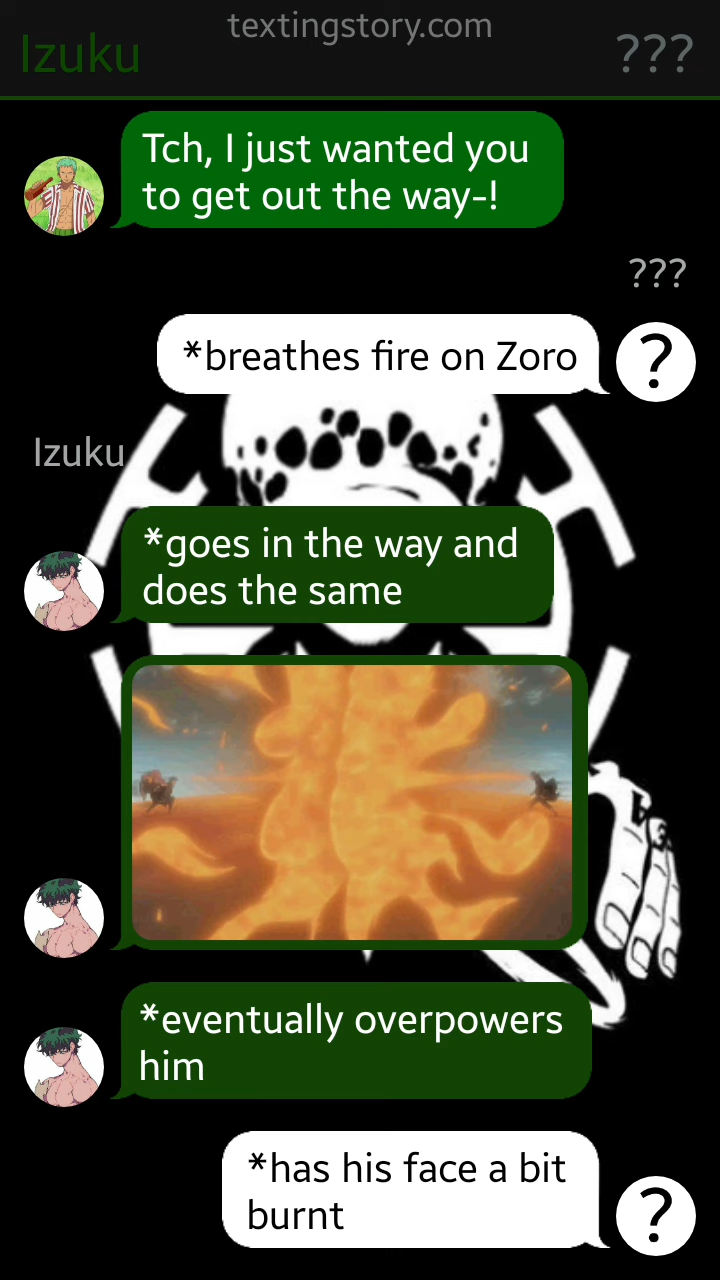 textingstory.com
Izuku
???
Tch, I just wanted you
to get out the way-!
???
*breathes fire on Zoro
?
Izuku
*goes in the way and
does the same
*eventually overpowers
him
*has his face a bit
burnt
?